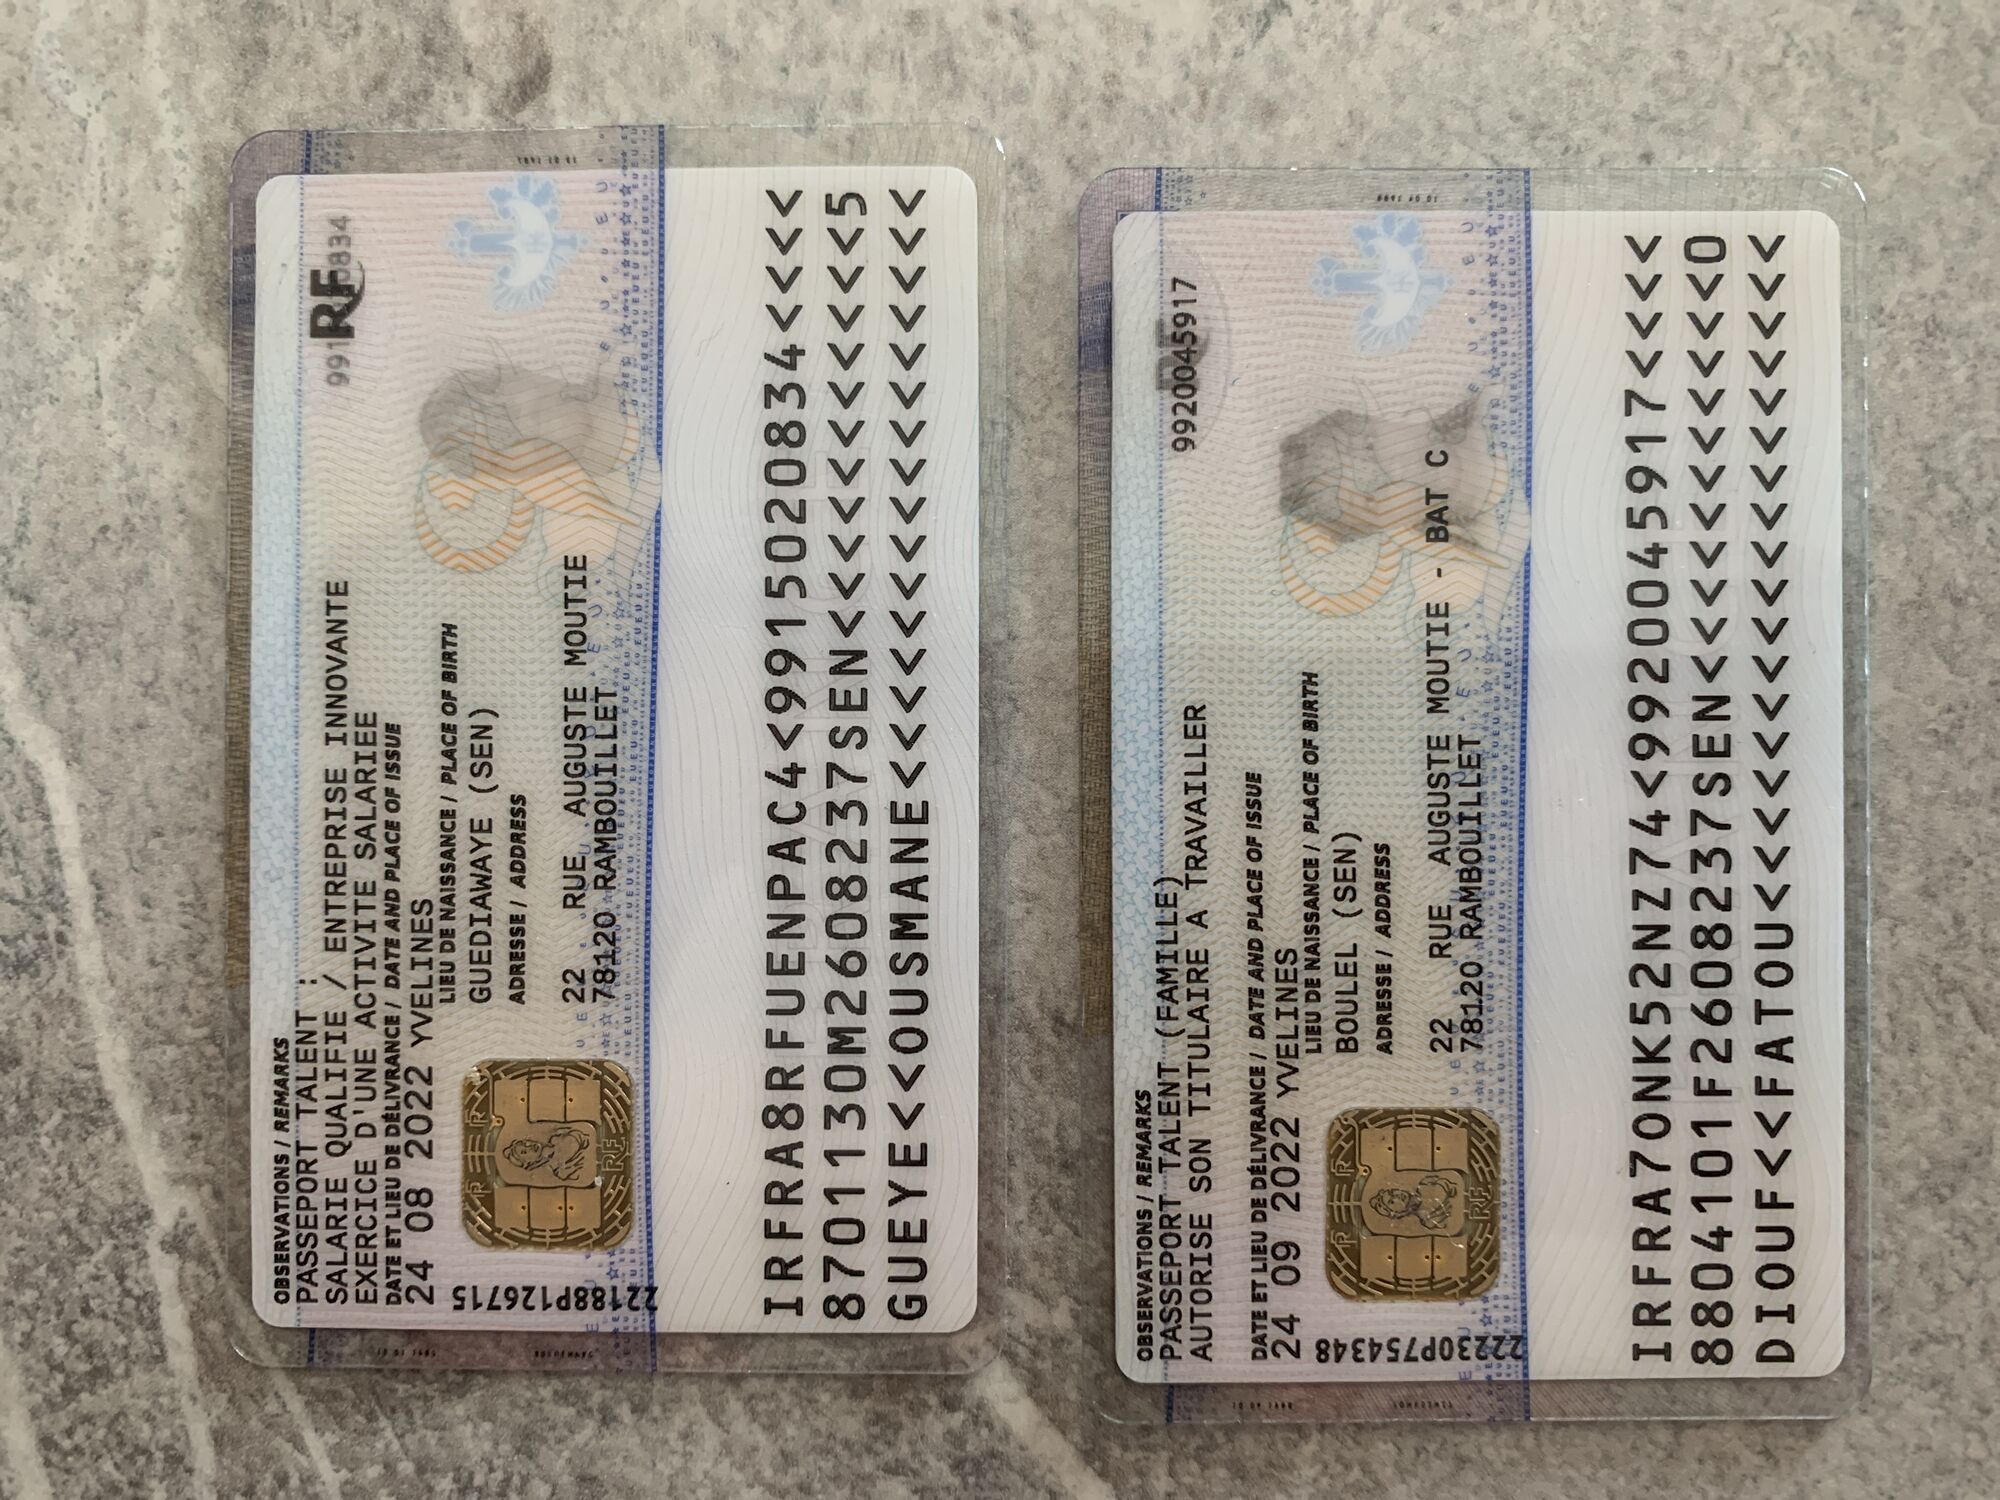 OBSERVATIONS / REMARKS
PASSEPORT TALENT :
SALARIE QUALIFIE / ENTREPRISE INNOVANTE
EXERCICE D'UNE ACTIVITE SALARIEE
DATE ET LIEU DE DÉLIVRANCE / DATE AND PLACE OF ISSUE
24 08 2022 YVELINES
LIEU DE NAISSANCE / PLACE OF BIRTH
GUEDIAWAYE (SEN)
ADRESSE / ADDRESS
22 RUE AUGUSTE MOUTIE
78120 RAMBOUILLET
RF
22188P126715
IRFRA8RFUENPAC4<9915020834<<<<
8701130M2608237SEN<<<<<<<<<<<5
GUEYE<<OUSMANE<<<<<<<<<<<<<<<<
OBSERVATIONS / REMARKS
PASSEPORT TALENT (FAMILLE)
AUTORISE SON TITULAIRE A TRAVAILLER
9920045917
DATE ET LIEU DE DÉLIVRANCE / DATE AND PLACE OF ISSUE
24 09 2022 YVELINES
LIEU DE NAISSANCE / PLACE OF BIRTH
BOULEL (SEN)
ADRESSE / ADDRESS
22 RUE AUGUSTE MOUTIE - BAT C
78120 RAMBOUILLET
22230P754348
IRFRA70NK52NZ74<9920045917<<<<
8804101F2608237SEN<<<<<<<<<<<0
DIOUF<<FATOU<<<<<<<<<<<<<<<<<<